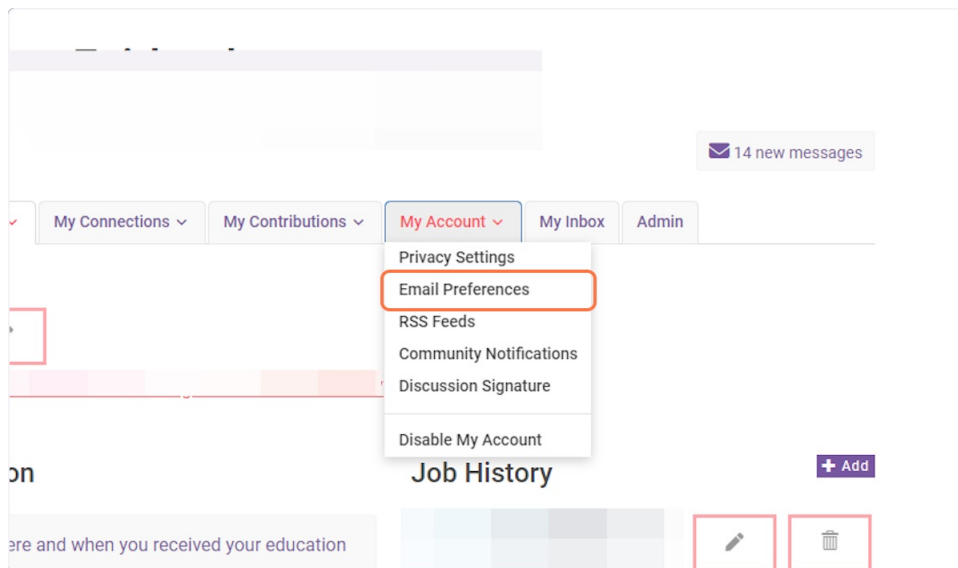 14 new messages
My Connections
My Contributions
My Account
My Inbox
Admin
Privacy Settings
Email Preferences
RSS Feeds
Community Notifications
Discussion Signature
Disable My Account
on
Job History
+ Add
ere and when you received your education